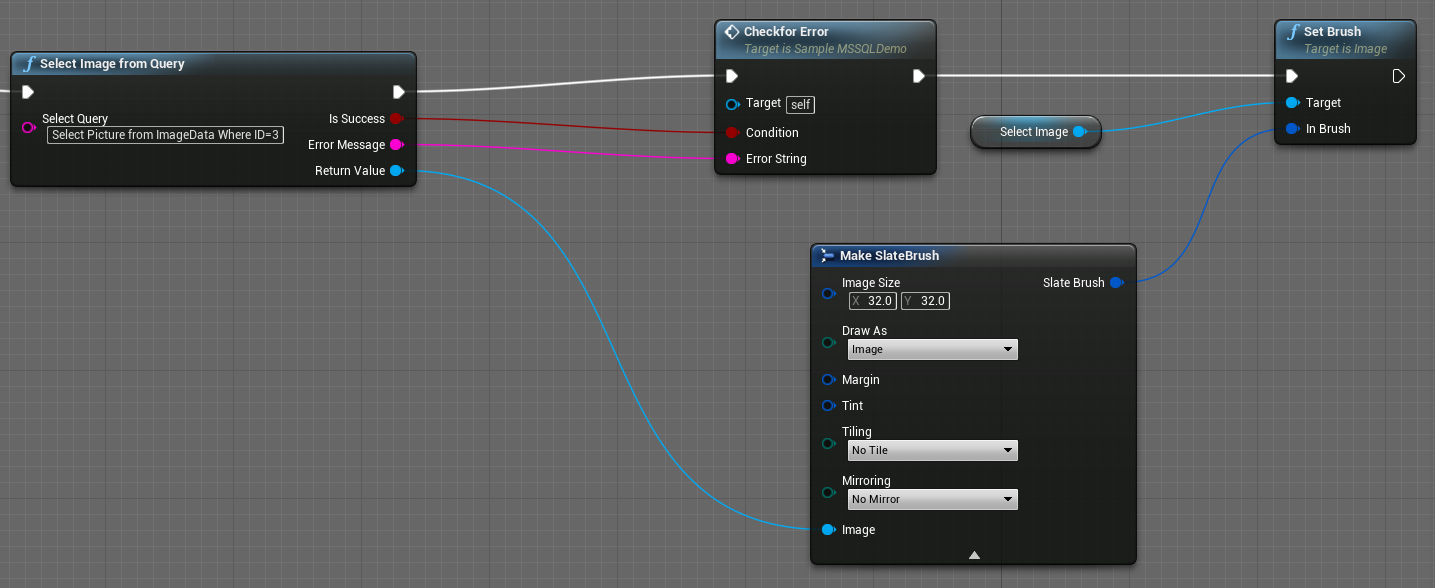 Select Image from Query
Select Query
Select Picture from ImageData Where ID=3
Is Success
Error Message
Return Value
Checkfor Error
Target is Sample MSSQLDemo
Target self
Condition
Error String
Select Image
Set Brush
Target is Image
Target
In Brush
Make SlateBrush
Image Size
X 32.0 Y 32.0
Slate Brush
Draw As
Image
Margin
Tint
Tiling
No Tile
Mirroring
No Mirror
Image